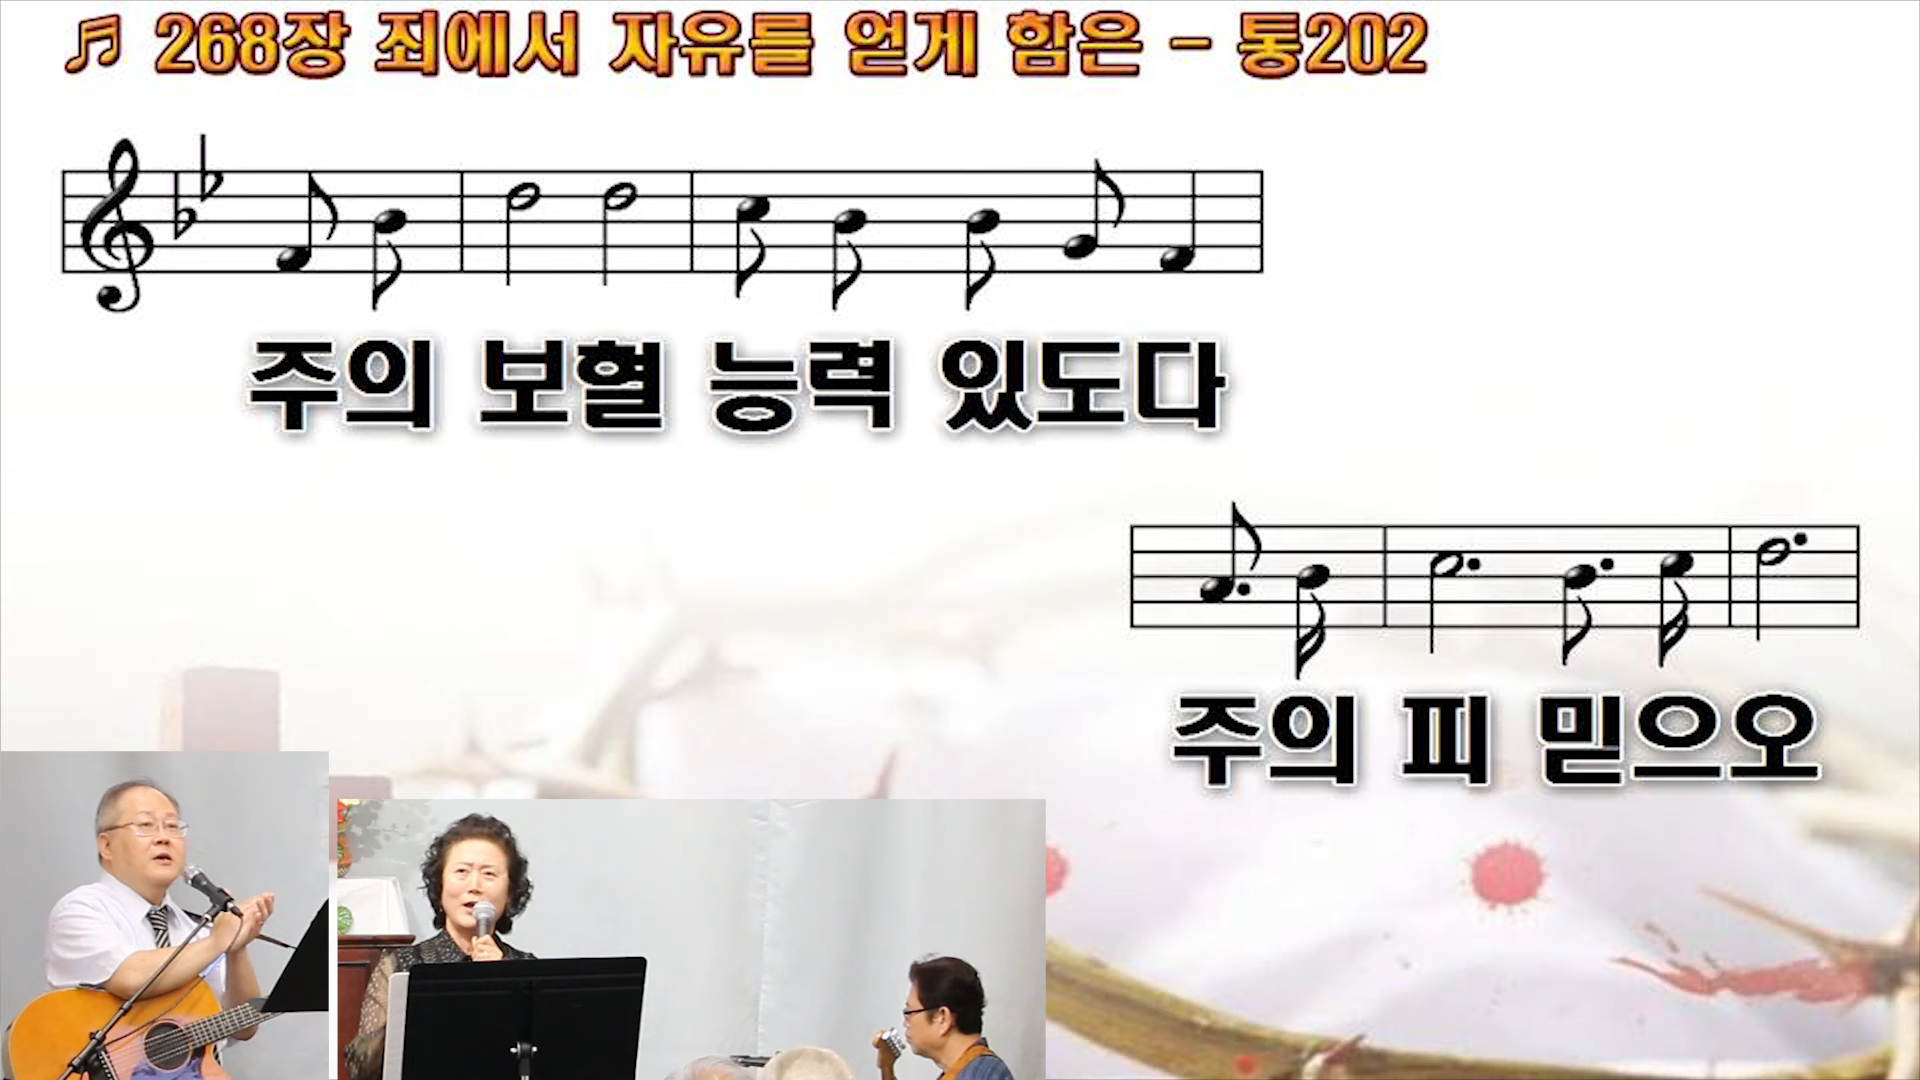 ♬ 268장 죄에서 자유를 얻게 함은 - 통202
주의 보혈 능력 있도다
주의 피 믿으오